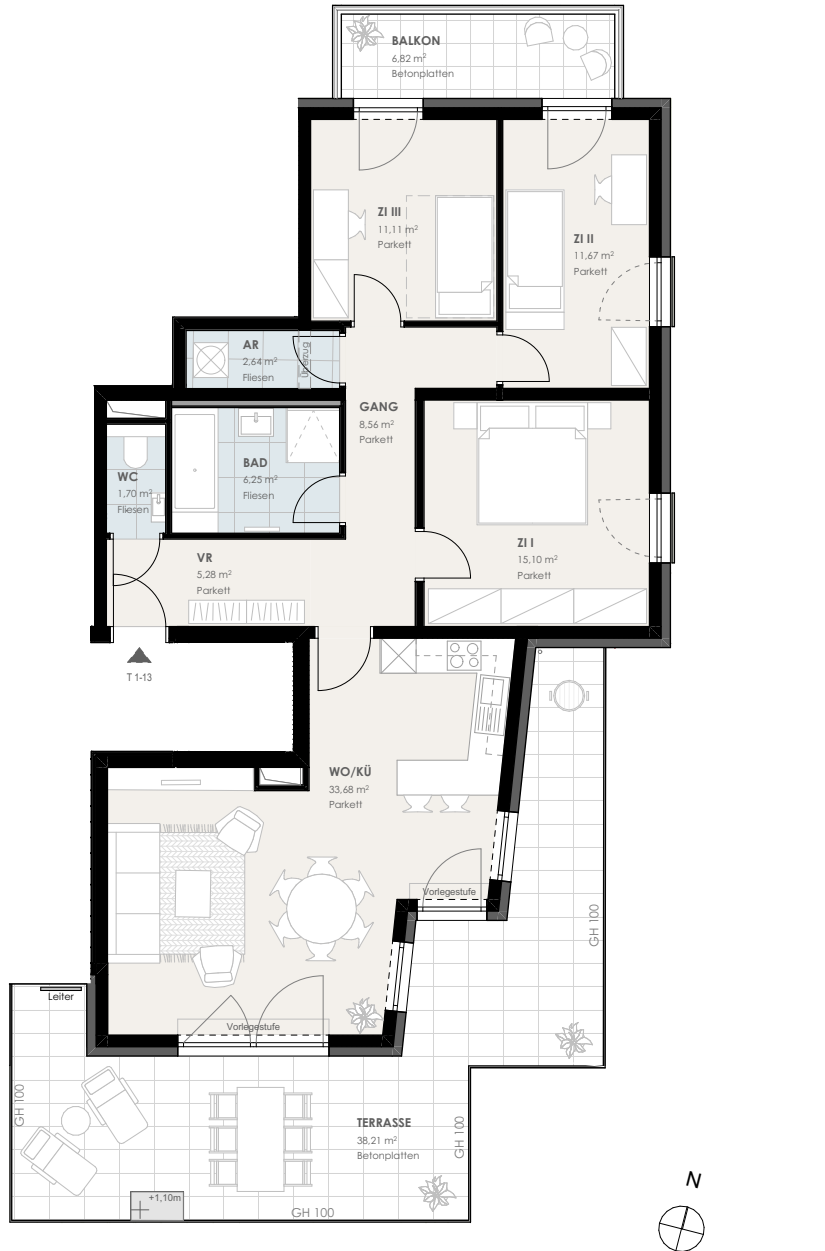 BALKON
6,82 m²
Betonplatten
ZI III
11,11 m²
Parkett
ZI II
11,67 m²
Parkett
AR
2,64 m²
Fliesen
Überzug
GANG
8,56 m²
Parkett
BAD
6,25 m²
Fliesen
WC
1,70 m²
Fliesen
ZI I
15,10 m²
Parkett
VR
5,28 m²
Parkett
T 1-13
WO/KÜ
33,68 m²
Parkett
Vorlegestufe
GH 100
Leiter
Vorlegestufe
GH 100
TERRASSE
38,21 m²
Betonplatten
GH 100
+1,10m
GH 100
N